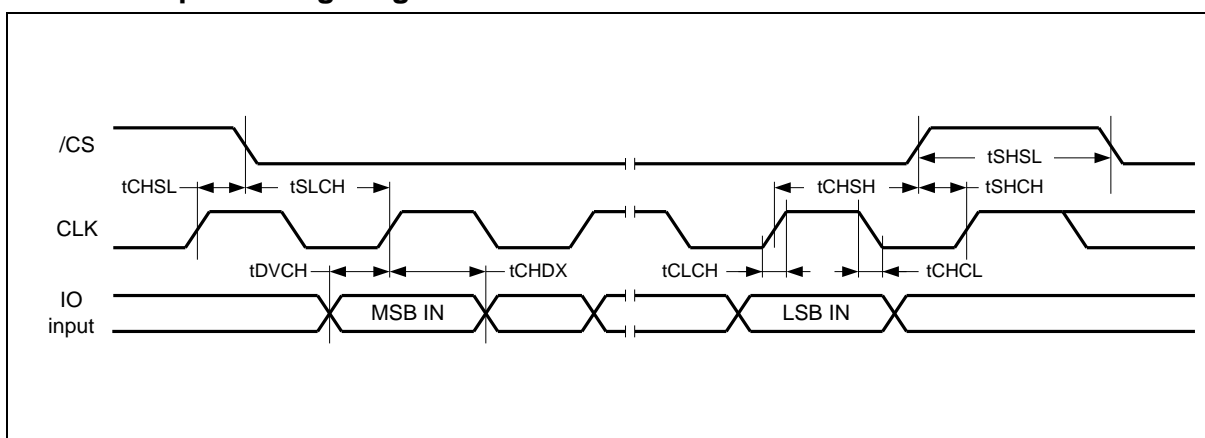 /CS
tSHSL
tCHSL
tSLCH
tCHSH
tSHCH
CLK
tDVCH
tCHDX
tCLCH
tCHCL
IO
input
MSB IN
LSB IN